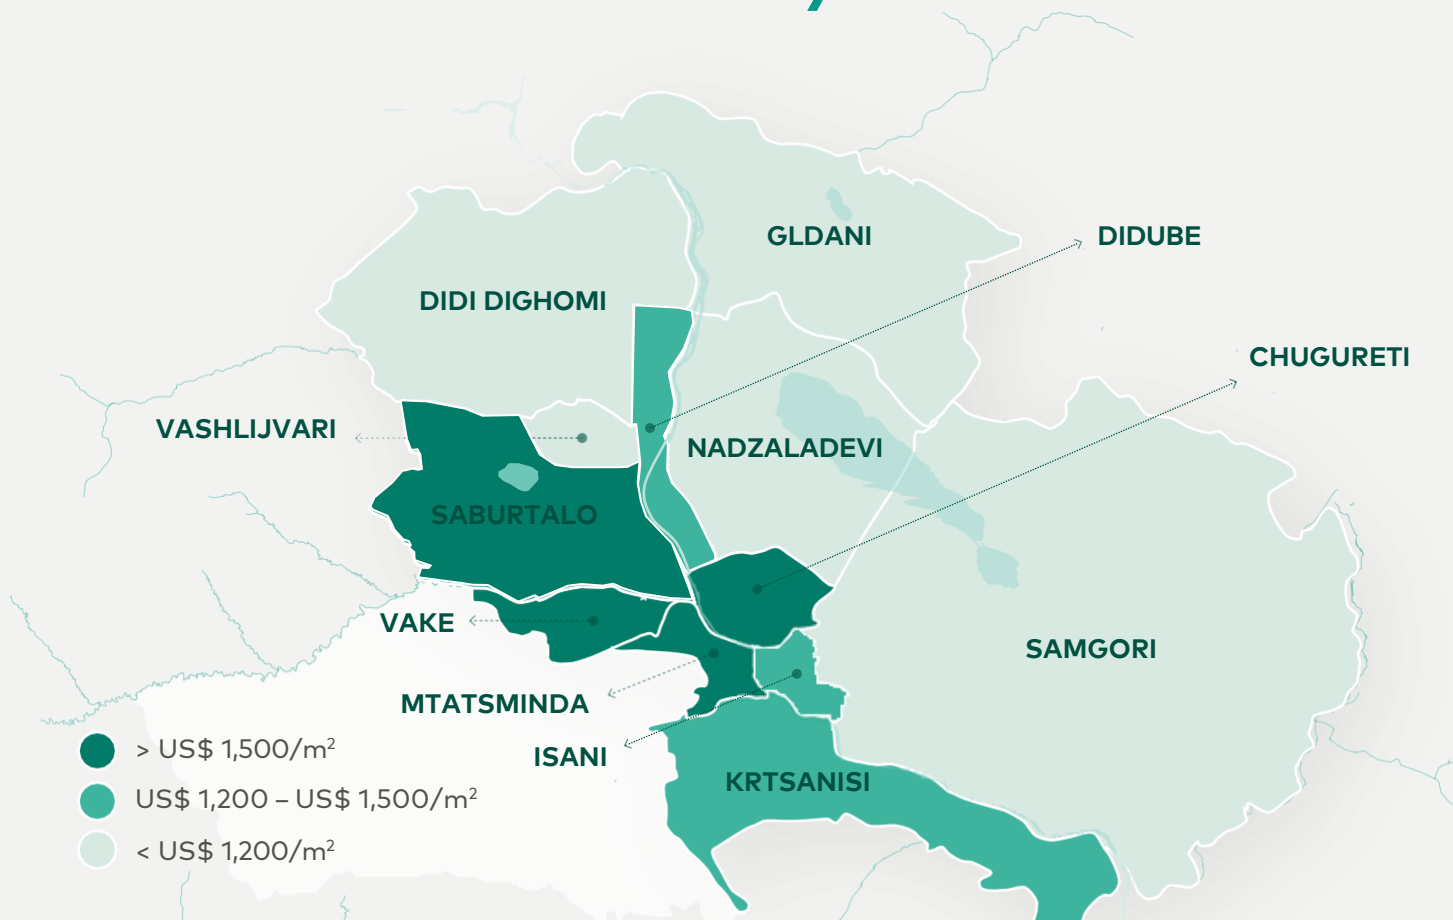 GLDANI
DIDUBE
DIDI DIGHOMI
CHUGURETI
VASHLIJVARI
NADZALADEVI
SABURTALO
VAKE
SAMGORI
MTATSMINDA
ISANI
KRTSANISI
> US$ 1,500/m²
US$ 1,200 – US$ 1,500/m²
< US$ 1,200/m²